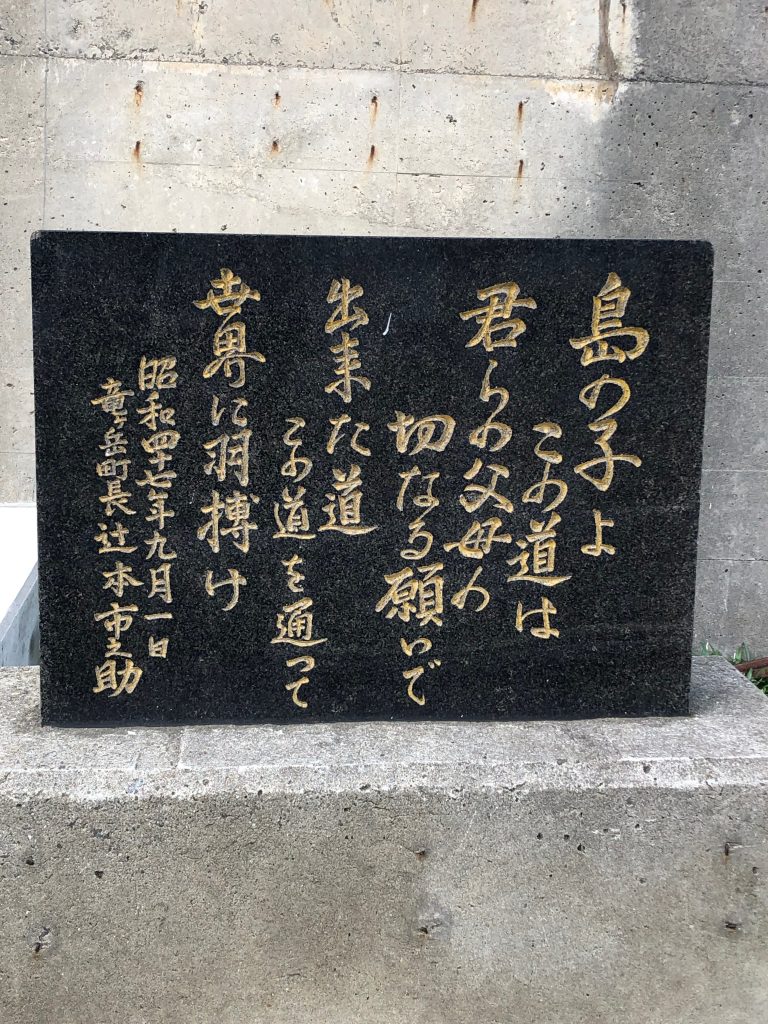 島の子よ
この道は
君らの父母の
切なる願いで
出来た道
この道を通って
世界に羽搏け
昭和四十七年九月一日
竜ヶ岳町長辻本市之助